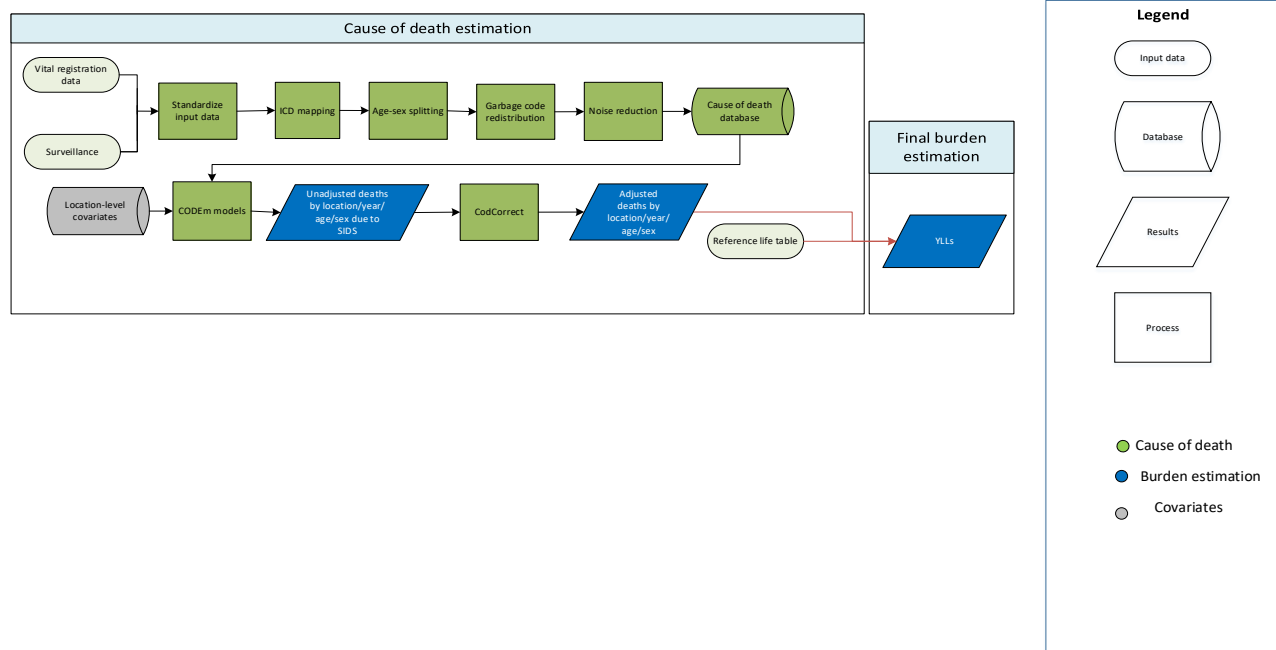 Cause of death estimation
Vital registration
data
Surveillance
Standardize
input data
ICD mapping
Age-sex splitting
Garbage code
redistribution
Noise reduction
Cause of death
database
Location-level
covariates
CODEm models
Unadjusted deaths
by location/year/
age/sex due to
SIDS
CodCorrect
Adjusted
deaths by
location/year/
age/sex
Reference life table
Final burden
estimation
YLLs
Legend
Input data
Database
Results
Process
Cause of death
Burden estimation
Covariates